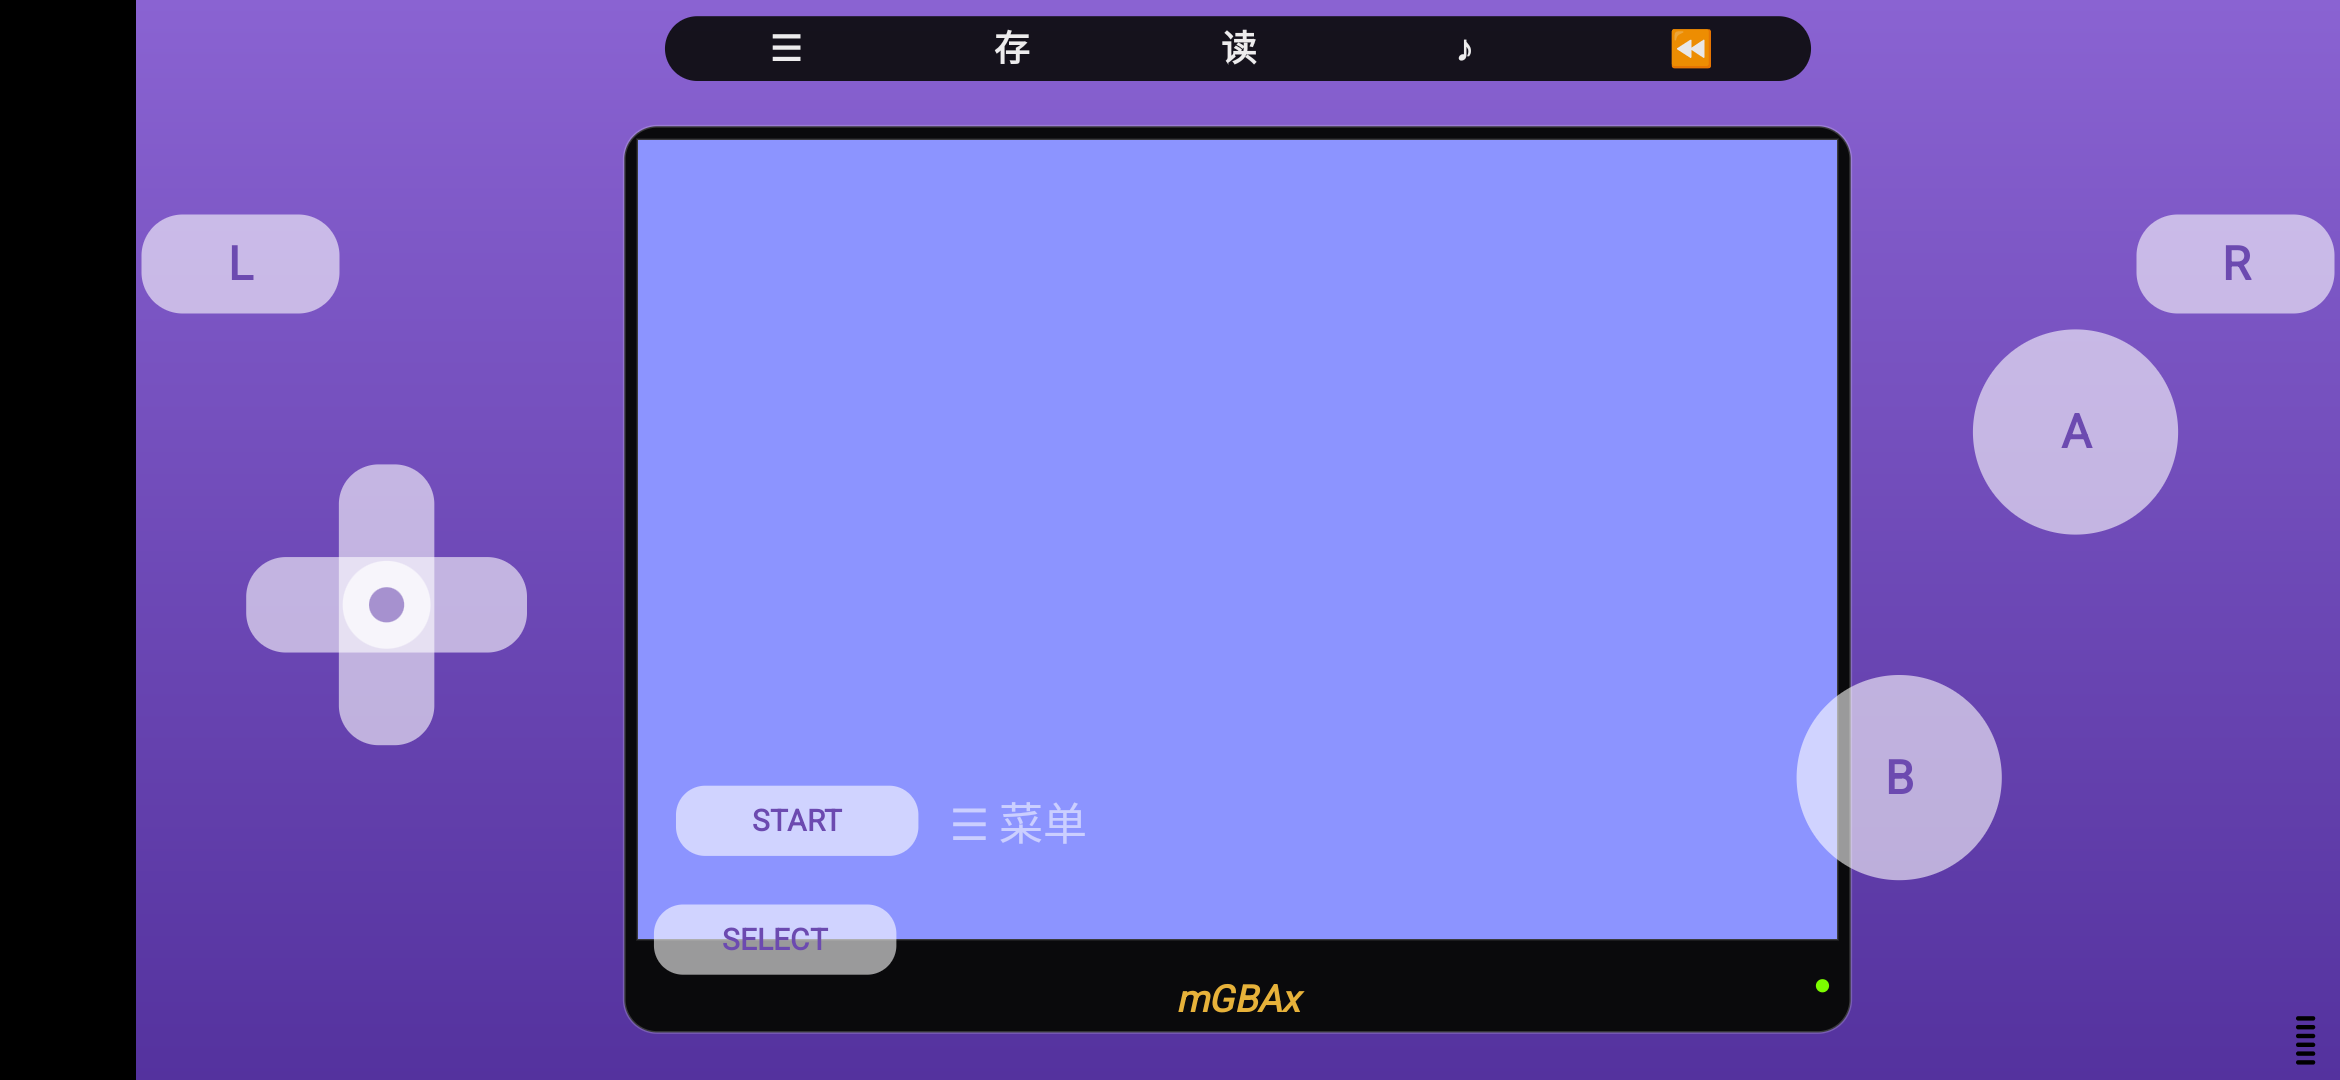 ☰ 存 读 ♪ ⏪
L
R
A
B
START ☰ 菜单
SELECT
mGBAx